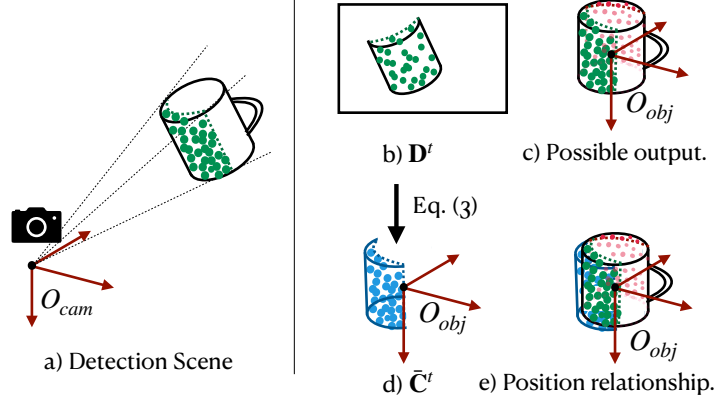 O_cam
a) Detection Scene
b) D^t
O_obj
c) Possible output.
Eq. (3)
O_obj
d) C̄^t
O_obj
e) Position relationship.